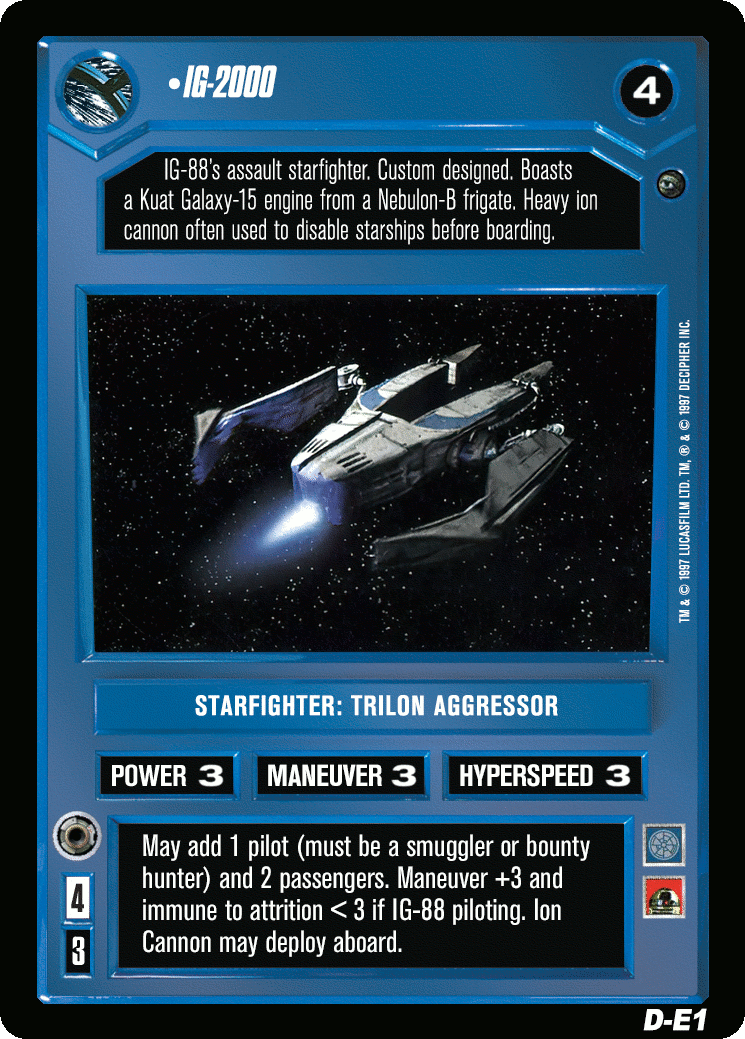 •IG-2000
4
IG-88's assault starfighter. Custom designed. Boasts
a Kuat Galaxy-15 engine from a Nebulon-B frigate. Heavy ion
cannon often used to disable starships before boarding.
TM & © 1997 LUCASFILM LTD. TM, ® & © 1997 DECIPHER INC.
STARFIGHTER: TRILON AGGRESSOR
POWER 3 MANEUVER 3 HYPERSPEED 3
May add 1 pilot (must be a smuggler or bounty
hunter) and 2 passengers. Maneuver +3 and
immune to attrition < 3 if IG-88 piloting. Ion
Cannon may deploy aboard.
4
3
D-E1